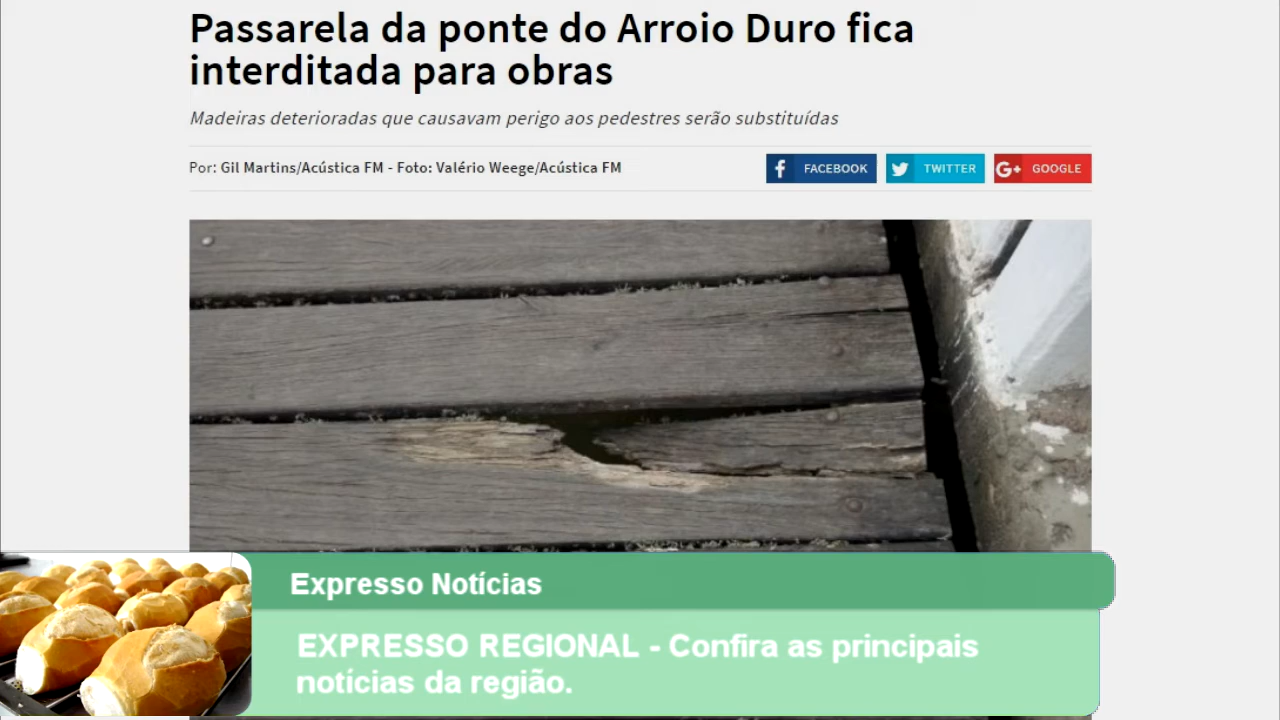 Passarela da ponte do Arroio Duro fica
interditada para obras
Madeiras deterioradas que causavam perigo aos pedestres serão substituídas
Por: Gil Martins/Acústica FM - Foto: Valério Weege/Acústica FM
FACEBOOK
TWITTER
G+ GOOGLE
Expresso Notícias
EXPRESSO REGIONAL - Confira as principais
notícias da região.